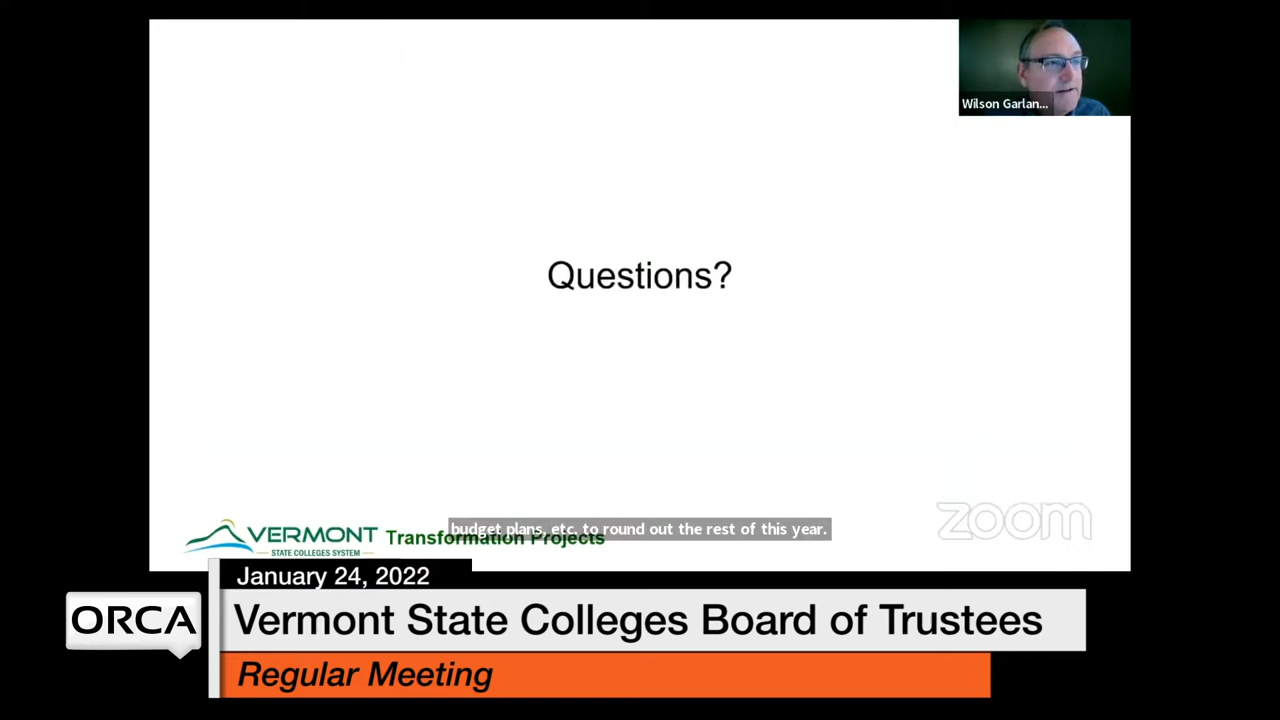 Wilson Garlan...
Questions?
zoom
VERMONT
STATE COLLEGES SYSTEM
Transformation Projects
budget plans, etc. to round out the rest of this year.
January 24, 2022
ORCA
Vermont State Colleges Board of Trustees
Regular Meeting